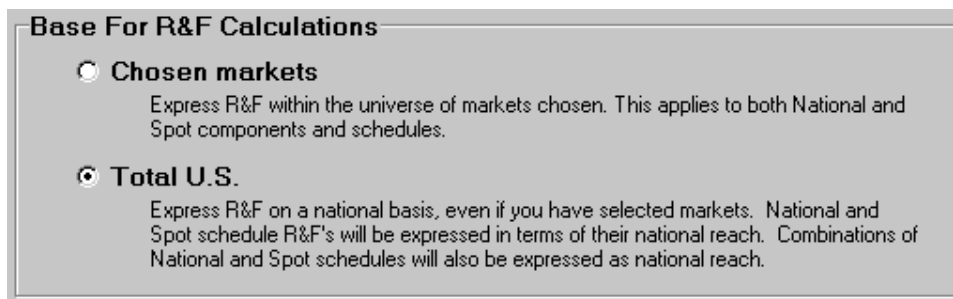 Base For R&F Calculations
Chosen markets
Express R&F within the universe of markets chosen. This applies to both National and
Spot components and schedules.
Total U.S.
Express R&F on a national basis, even if you have selected markets.  National and
Spot schedule R&F's will be expressed in terms of their national reach.  Combinations of
National and Spot schedules will also be expressed as national reach.